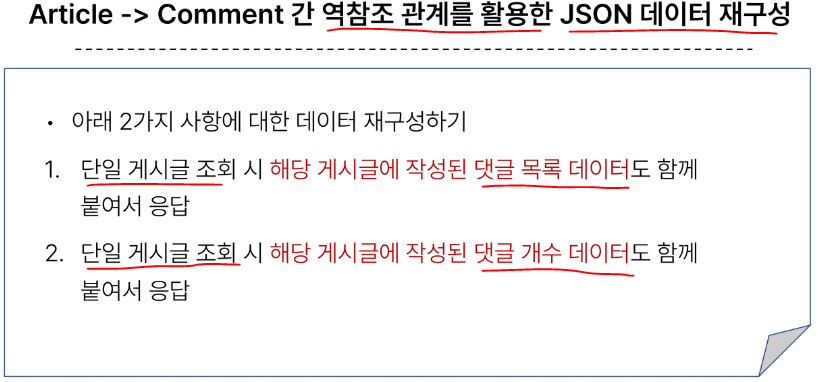 Article -> Comment 간 역참조 관계를 활용한 JSON 데이터 재구성
• 아래 2가지 사항에 대한 데이터 재구성하기
1. 단일 게시글 조회 시 해당 게시글에 작성된 댓글 목록 데이터도 함께
붙여서 응답
2. 단일 게시글 조회 시 해당 게시글에 작성된 댓글 개수 데이터도 함께
붙여서 응답